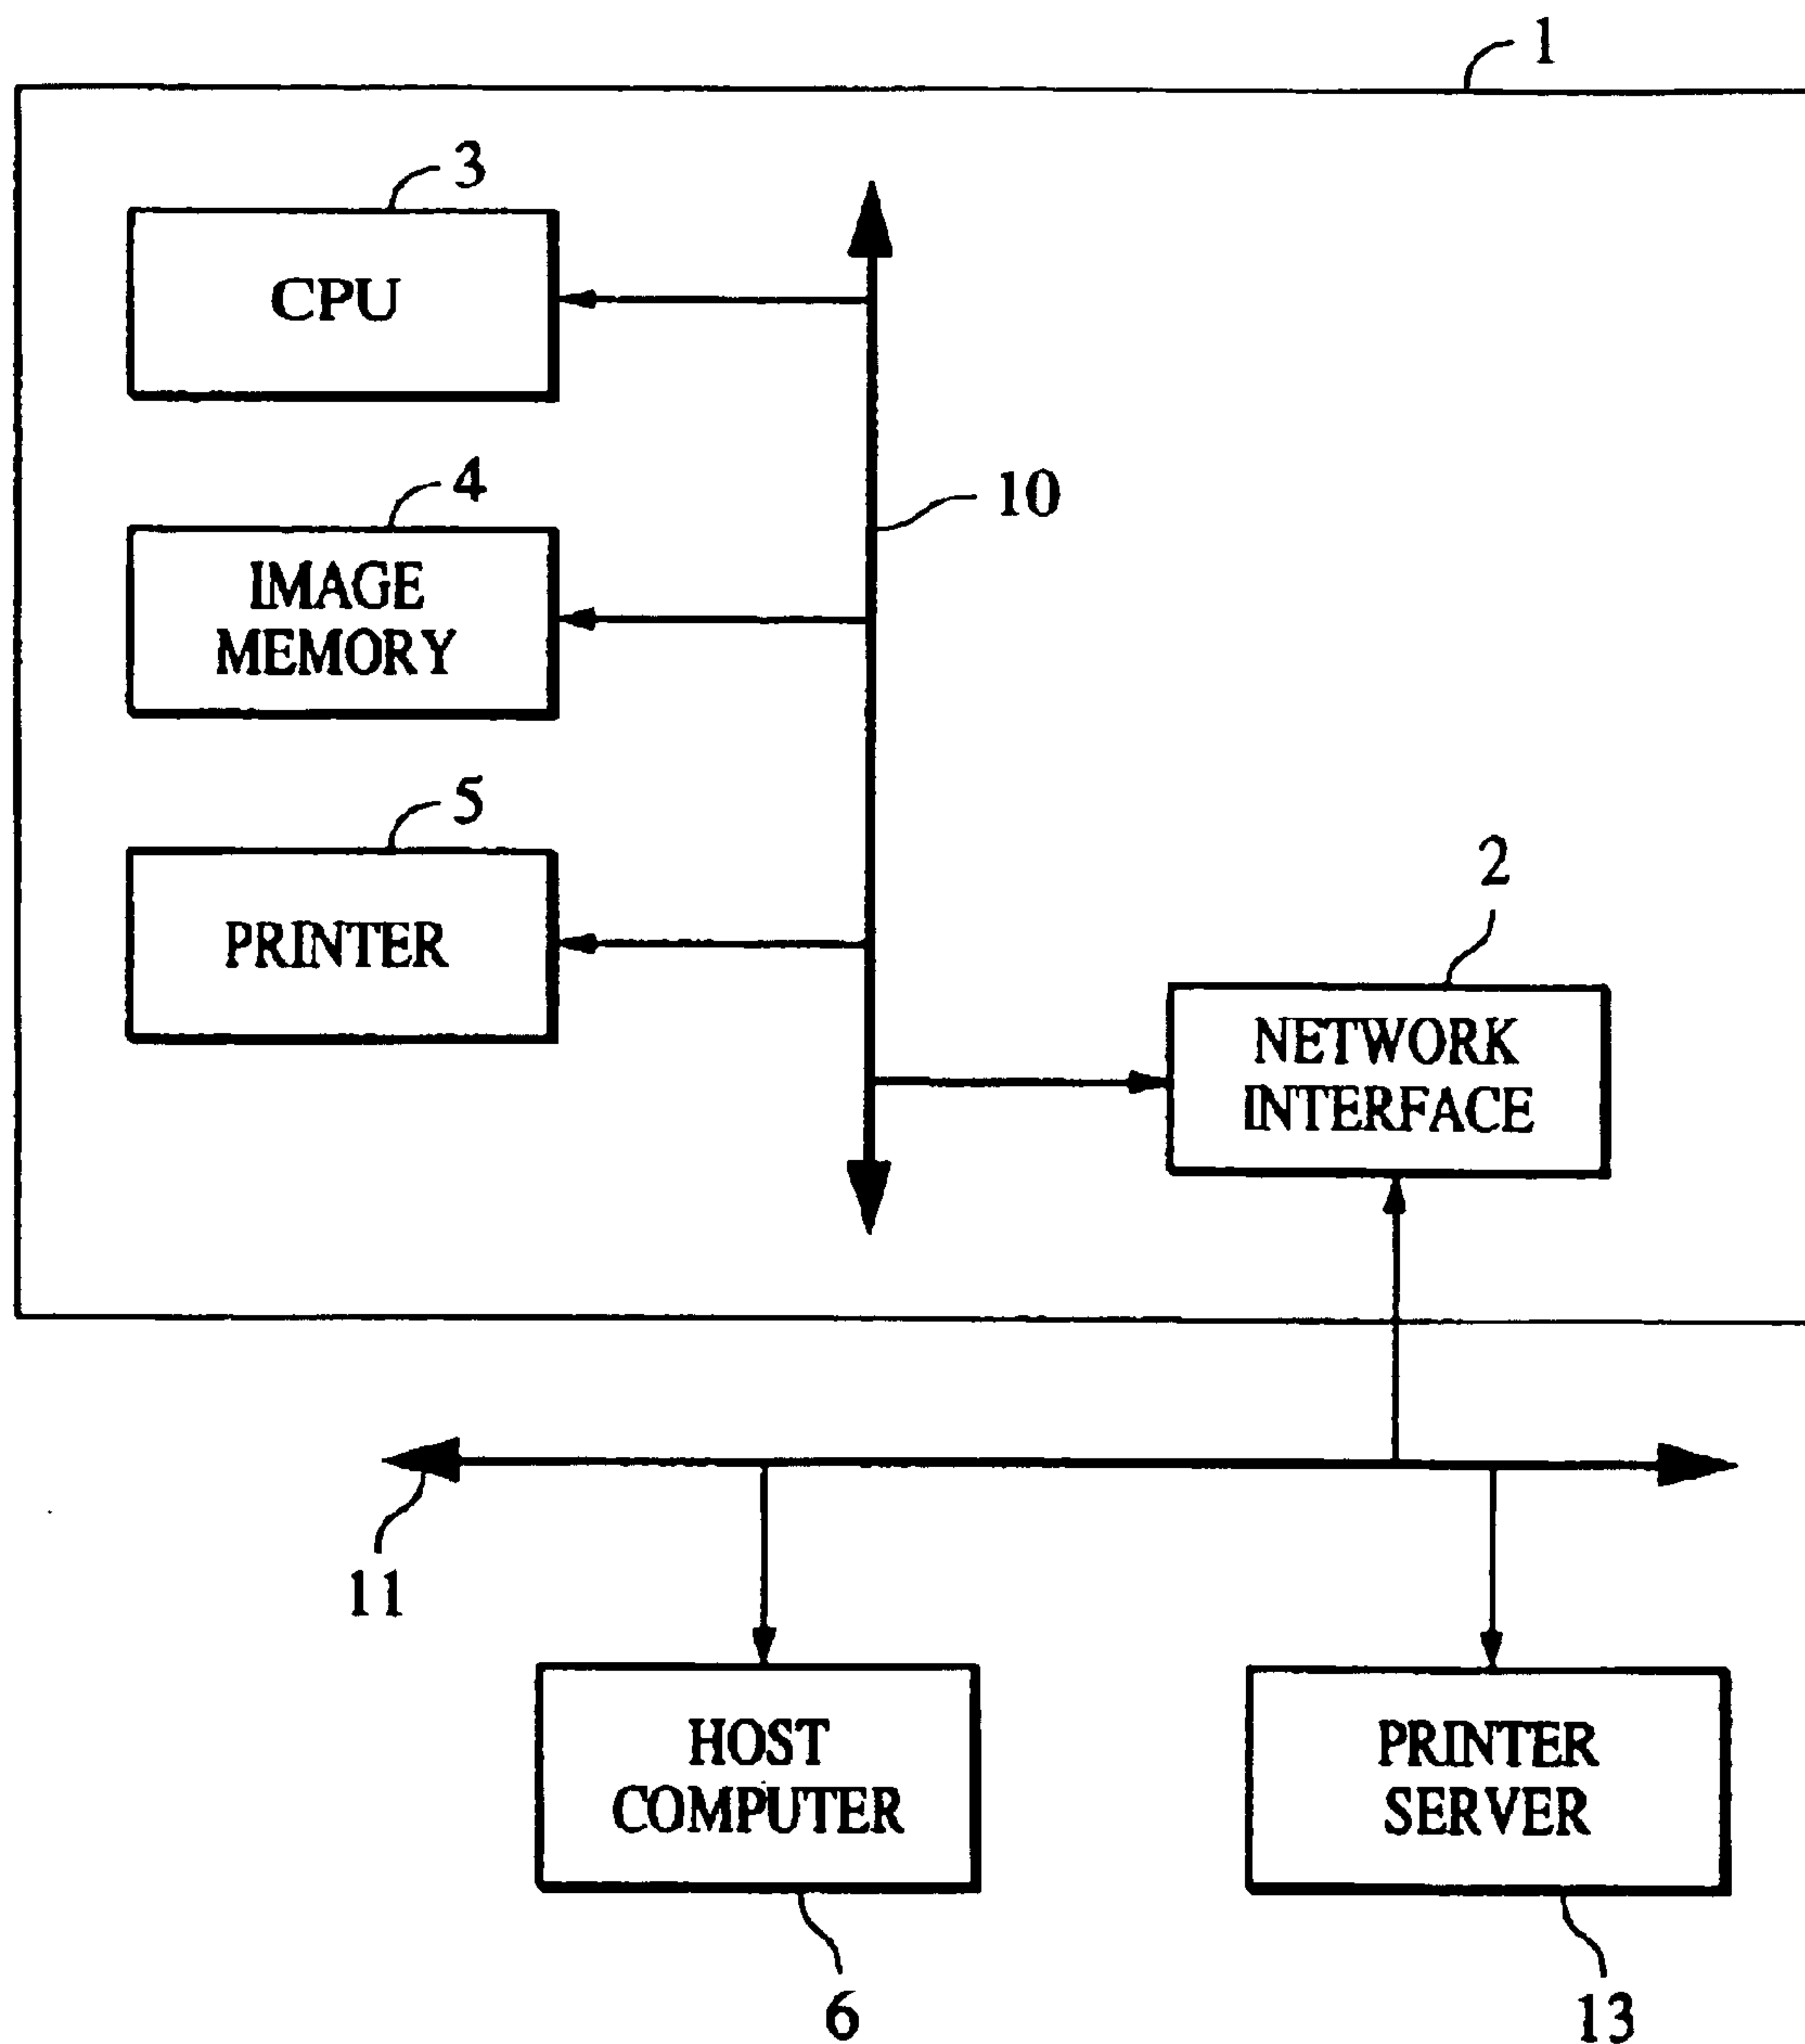 1
3
CPU
4
IMAGE
MEMORY
10
5
PRINTER
2
NETWORK
INTERFACE
11
HOST
COMPUTER
PRINTER
SERVER
6
13